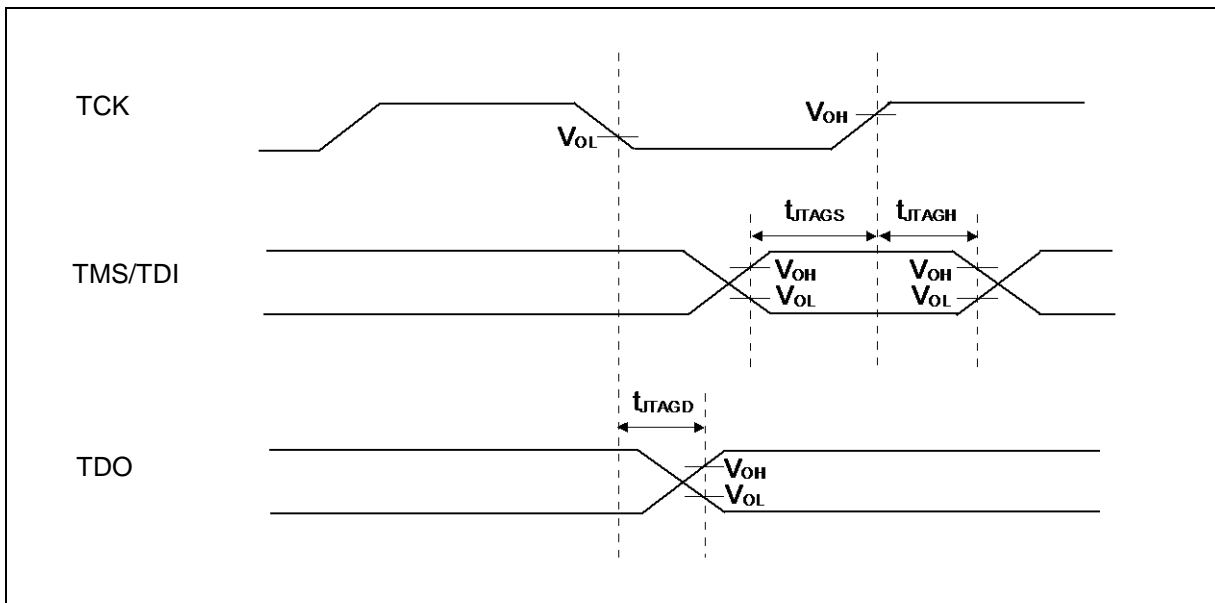 TCK
VOL
VOH
tJTAGS
tJTAGH
TMS/TDI
VOH
VOL
VOH
VOL
tJTAGD
TDO
VOH
VOL